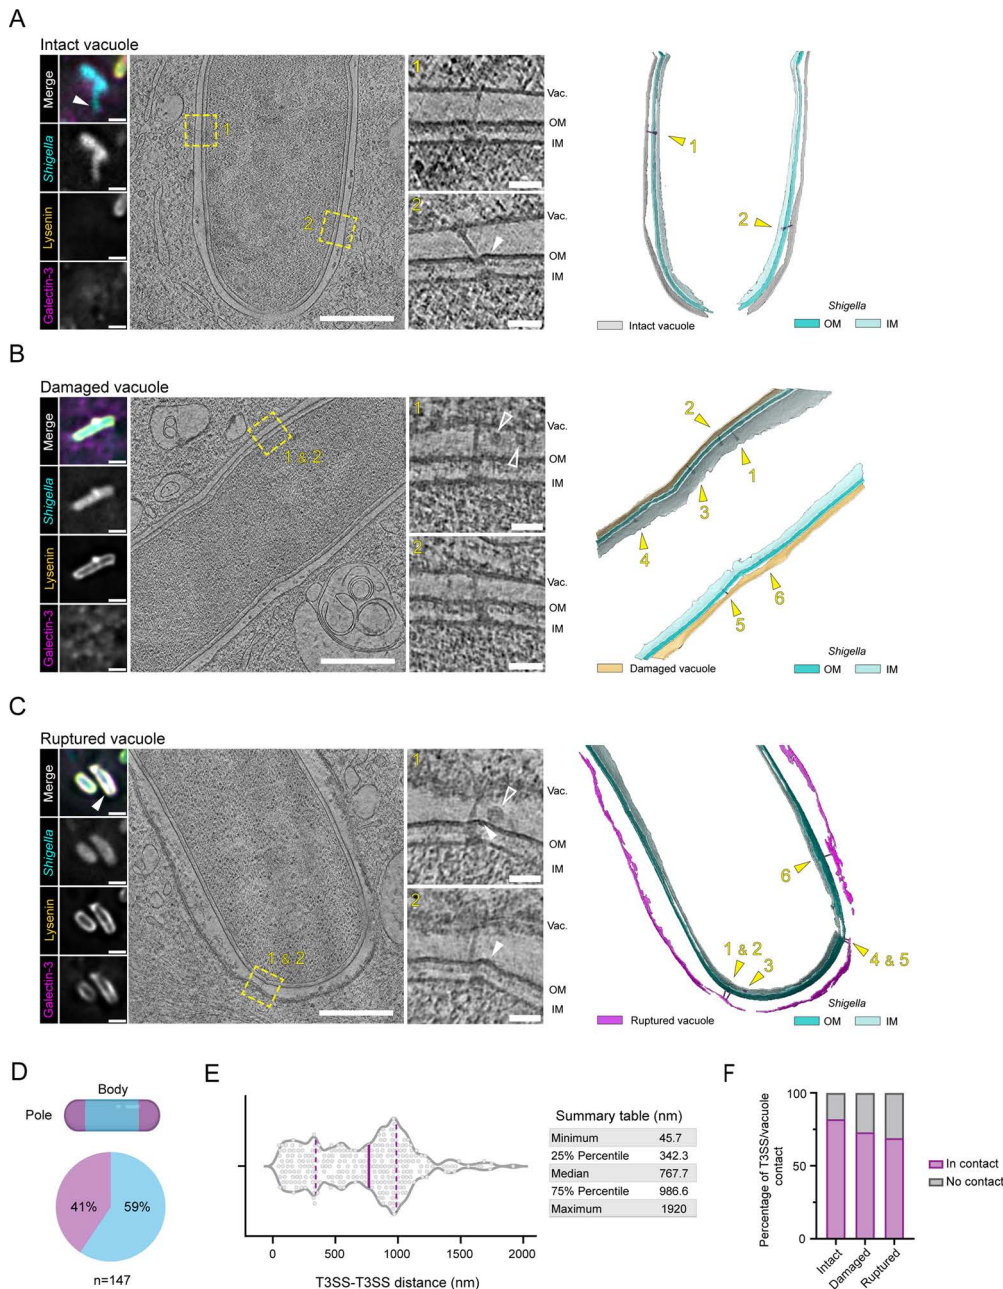 A
Intact vacuole
Merge
Shigella
Lysenin
Galectin-3
1
2
1
Vac.
OM
IM
2
Vac.
OM
IM
1
2
Intact vacuole
Shigella
OM
IM
B
Damaged vacuole
Merge
Shigella
Lysenin
Galectin-3
1 & 2
1
Vac.
OM
IM
2
Vac.
OM
IM
2
1
3
4
6
5
Damaged vacuole
Shigella
OM
IM
C
Ruptured vacuole
Merge
Shigella
Lysenin
Galectin-3
1 & 2
1
Vac.
OM
IM
2
Vac.
OM
IM
6
1 & 2
3
4 & 5
Ruptured vacuole
Shigella
OM
IM
D
Body
Pole
41%
59%
n=147
E
0
500
1000
1500
2000
T3SS-T3SS distance (nm)
Summary table (nm)
Minimum 45.7
25% Percentile 342.3
Median 767.7
75% Percentile 986.6
Maximum 1920
F
Percentage of T3SS/vacuole
contact
100
50
0
Intact
Damaged
Ruptured
In contact
No contact